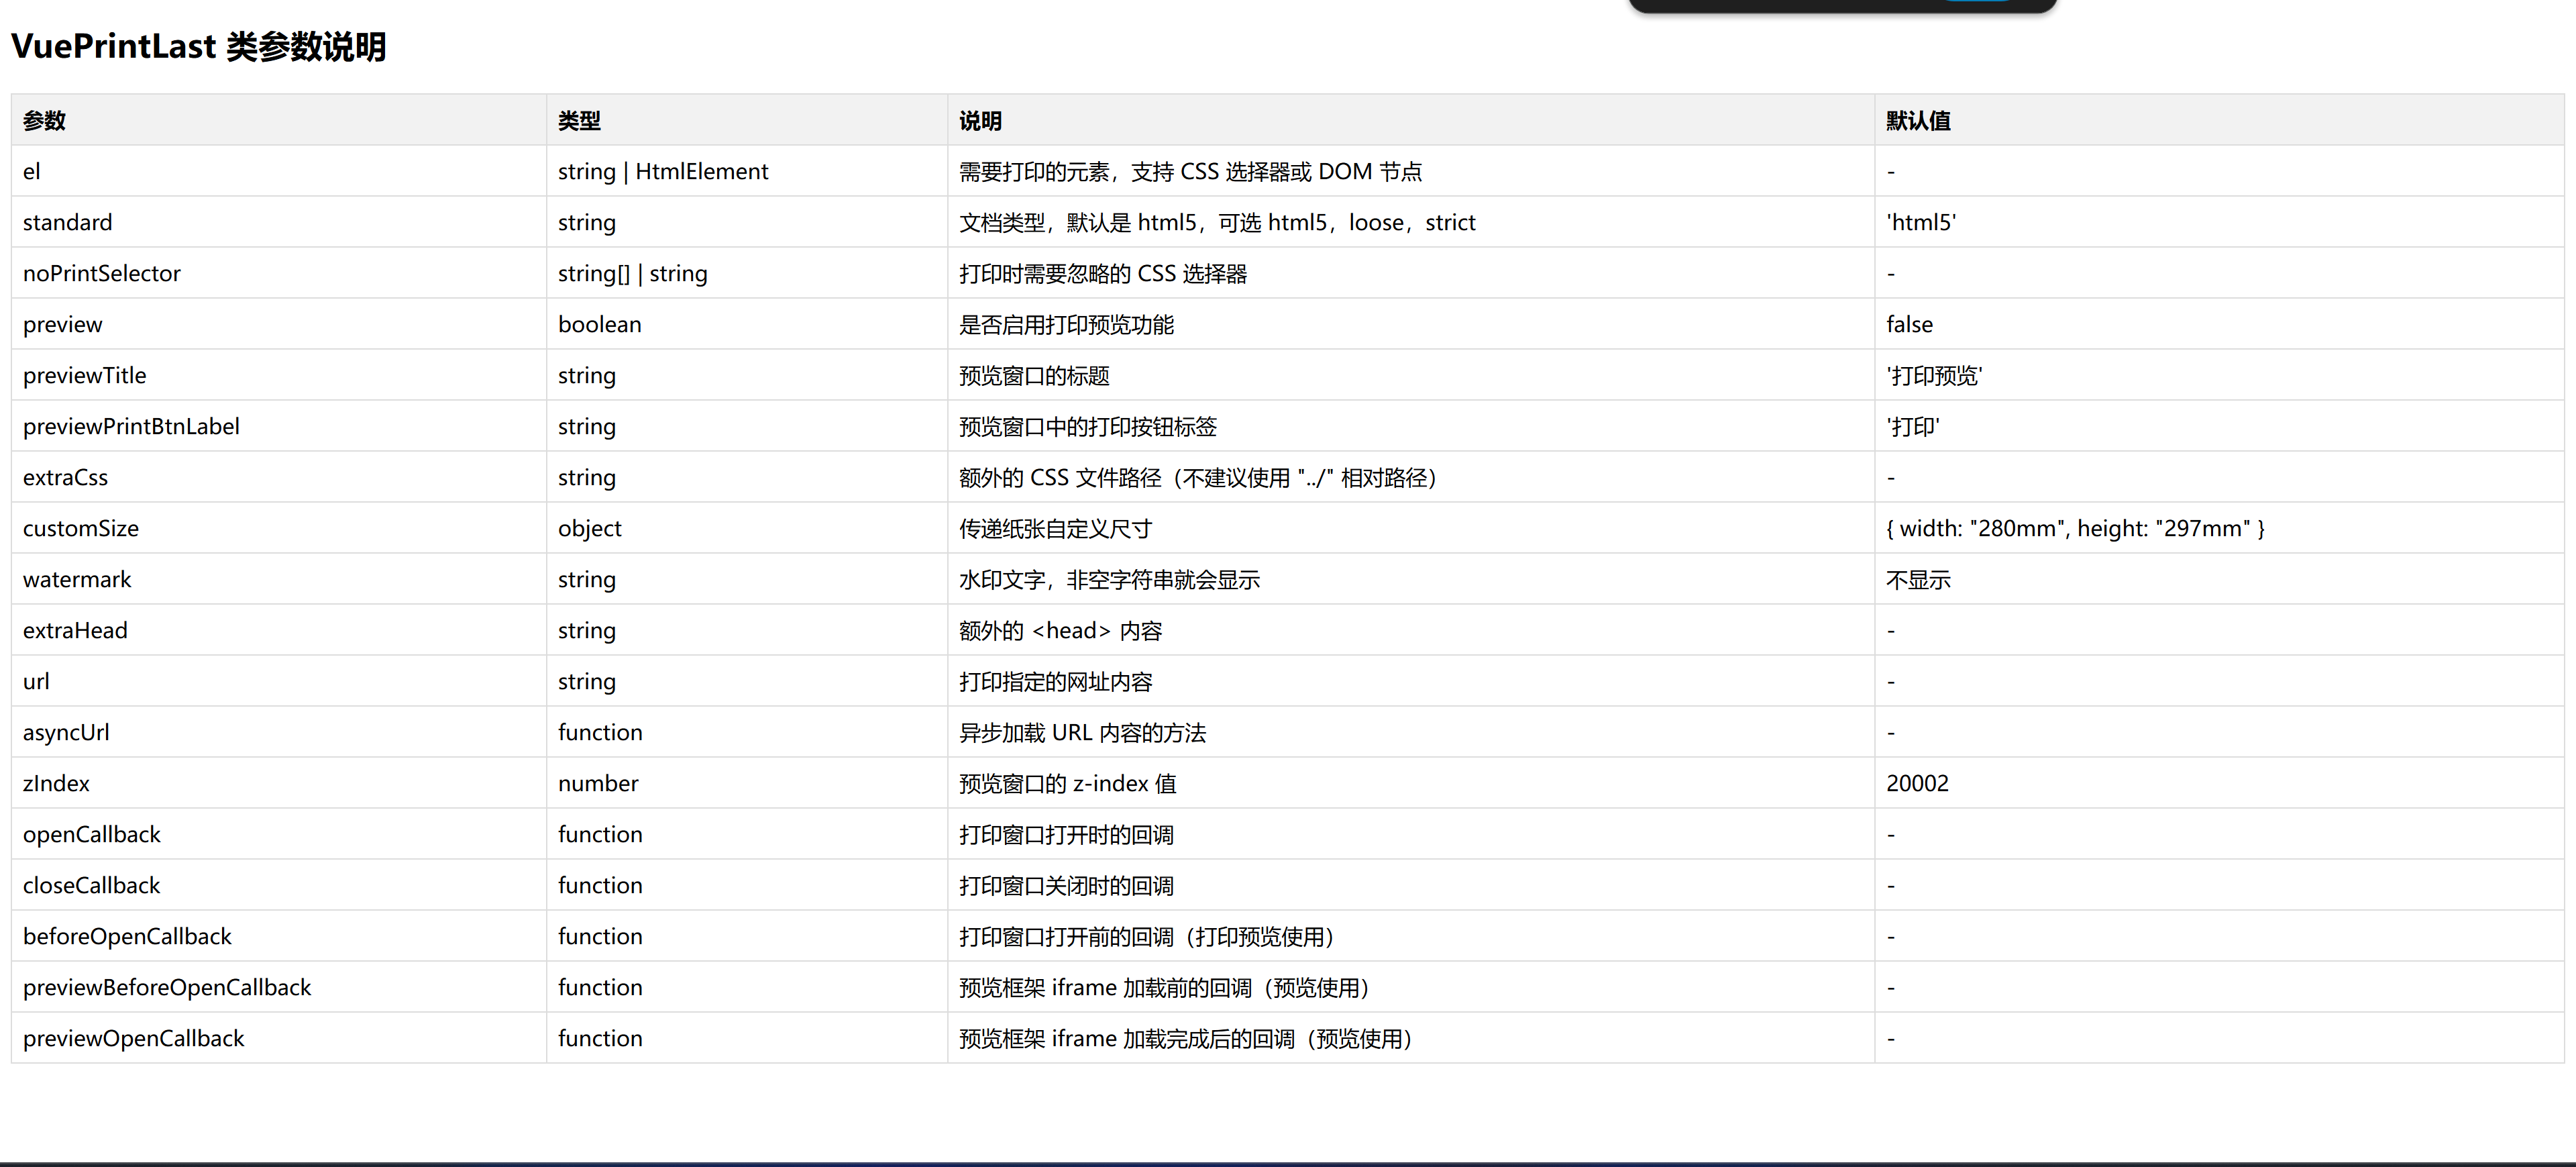 VuePrintLast 类参数说明
参数 类型 说明 默认值
el string | HtmlElement 需要打印的元素，支持 CSS 选择器或 DOM 节点 -
standard string 文档类型，默认是 html5，可选 html5，loose，strict 'html5'
noPrintSelector string[] | string 打印时需要忽略的 CSS 选择器 -
preview boolean 是否启用打印预览功能 false
previewTitle string 预览窗口的标题 '打印预览'
previewPrintBtnLabel string 预览窗口中的打印按钮标签 '打印'
extraCss string 额外的 CSS 文件路径（不建议使用 "../" 相对路径） -
customSize object 传递纸张自定义尺寸 { width: "280mm", height: "297mm" }
watermark string 水印文字，非空字符串就会显示 不显示
extraHead string 额外的 <head> 内容 -
url string 打印指定的网址内容 -
asyncUrl function 异步加载 URL 内容的方法 -
zIndex number 预览窗口的 z-index 值 20002
openCallback function 打印窗口打开时的回调 -
closeCallback function 打印窗口关闭时的回调 -
beforeOpenCallback function 打印窗口打开前的回调（打印预览使用） -
previewBeforeOpenCallback function 预览框架 iframe 加载前的回调（预览使用） -
previewOpenCallback function 预览框架 iframe 加载完成后的回调（预览使用） -